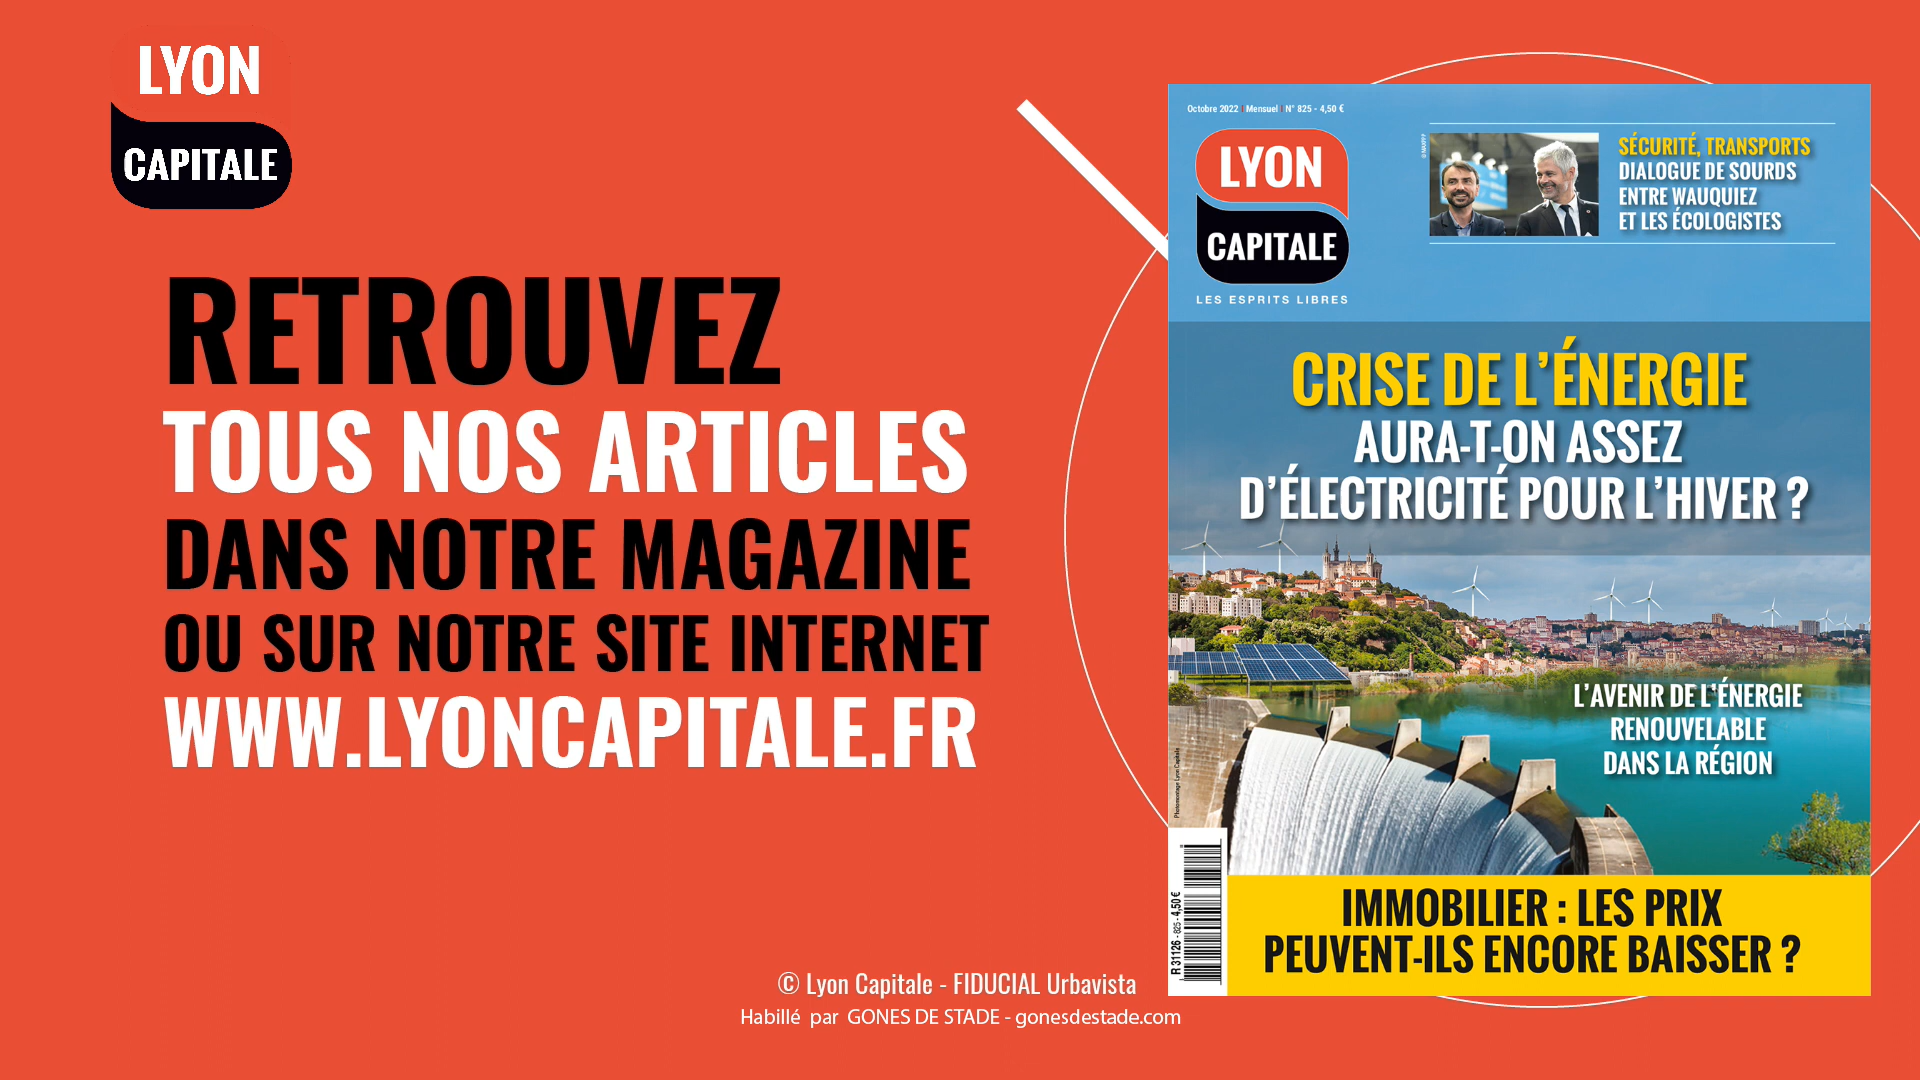 LYON
CAPITALE
RETROUVEZ
TOUS NOS ARTICLES
DANS NOTRE MAGAZINE
OU SUR NOTRE SITE INTERNET
WWW.LYONCAPITALE.FR
© Lyon Capitale - FIDUCIAL Urbavista
Habillé par GONES DE STADE - gonesdestade.com
Octobre 2022 | Mensuel | N° 825 - 4,50 €
LYON
CAPITALE
LES ESPRITS LIBRES
SÉCURITÉ, TRANSPORTS
DIALOGUE DE SOURDS
ENTRE WAUQUIEZ
ET LES ÉCOLOGISTES
CRISE DE L'ÉNERGIE
AURA-T-ON ASSEZ
D'ÉLECTRICITÉ POUR L'HIVER ?
L'AVENIR DE L'ÉNERGIE
RENOUVELABLE
DANS LA RÉGION
Photomontage Lyon Capitale
R 31126 - 825 - 4,50 €
IMMOBILIER : LES PRIX
PEUVENT-ILS ENCORE BAISSER ?